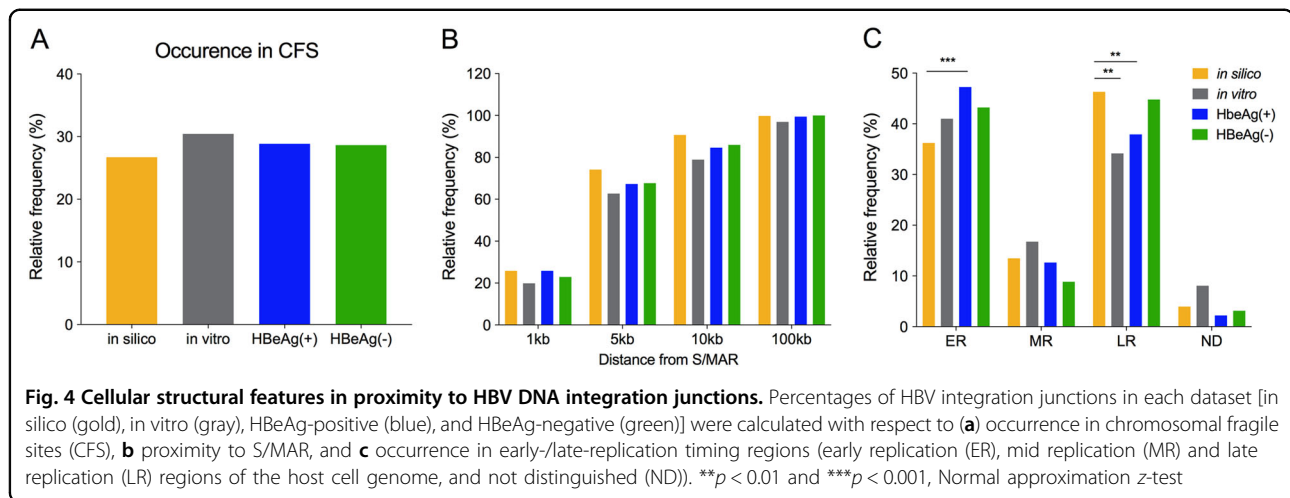 A
Occurence in CFS
Relative frequency (%)
40
30
20
10
0
in silico
in vitro
HBeAg(+)
HBeAg(-)
B
Relative frequency (%)
120
100
80
60
40
20
0
1kb
5kb
10kb
100kb
Distance from S/MAR
C
Relative frequency (%)
50
40
30
20
10
0
***
**
**
ER
MR
LR
ND
in silico
in vitro
HbeAg(+)
HBeAg(-)
Fig. 4 Cellular structural features in proximity to HBV DNA integration junctions. Percentages of HBV integration junctions in each dataset [in
silico (gold), in vitro (gray), HBeAg-positive (blue), and HBeAg-negative (green)] were calculated with respect to (a) occurrence in chromosomal fragile
sites (CFS), b proximity to S/MAR, and c occurrence in early-/late-replication timing regions (early replication (ER), mid replication (MR) and late
replication (LR) regions of the host cell genome, and not distinguished (ND)). **p < 0.01 and ***p < 0.001, Normal approximation z-test